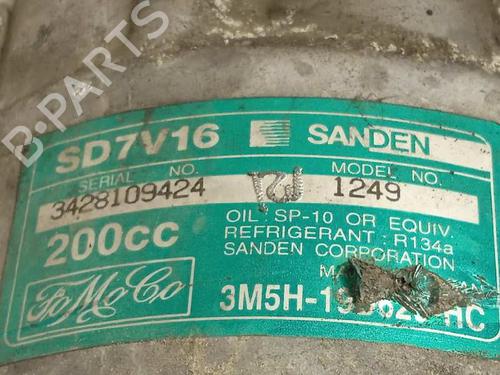 B-PARTS
SD7V16 SANDEN
SERIAL NO. MODEL NO.
3428109424 1249
OIL: SP-10 OR EQUIV.
200cc REFRIGERANT: R134a
SANDEN CORPORATION
FoMoCo
HC